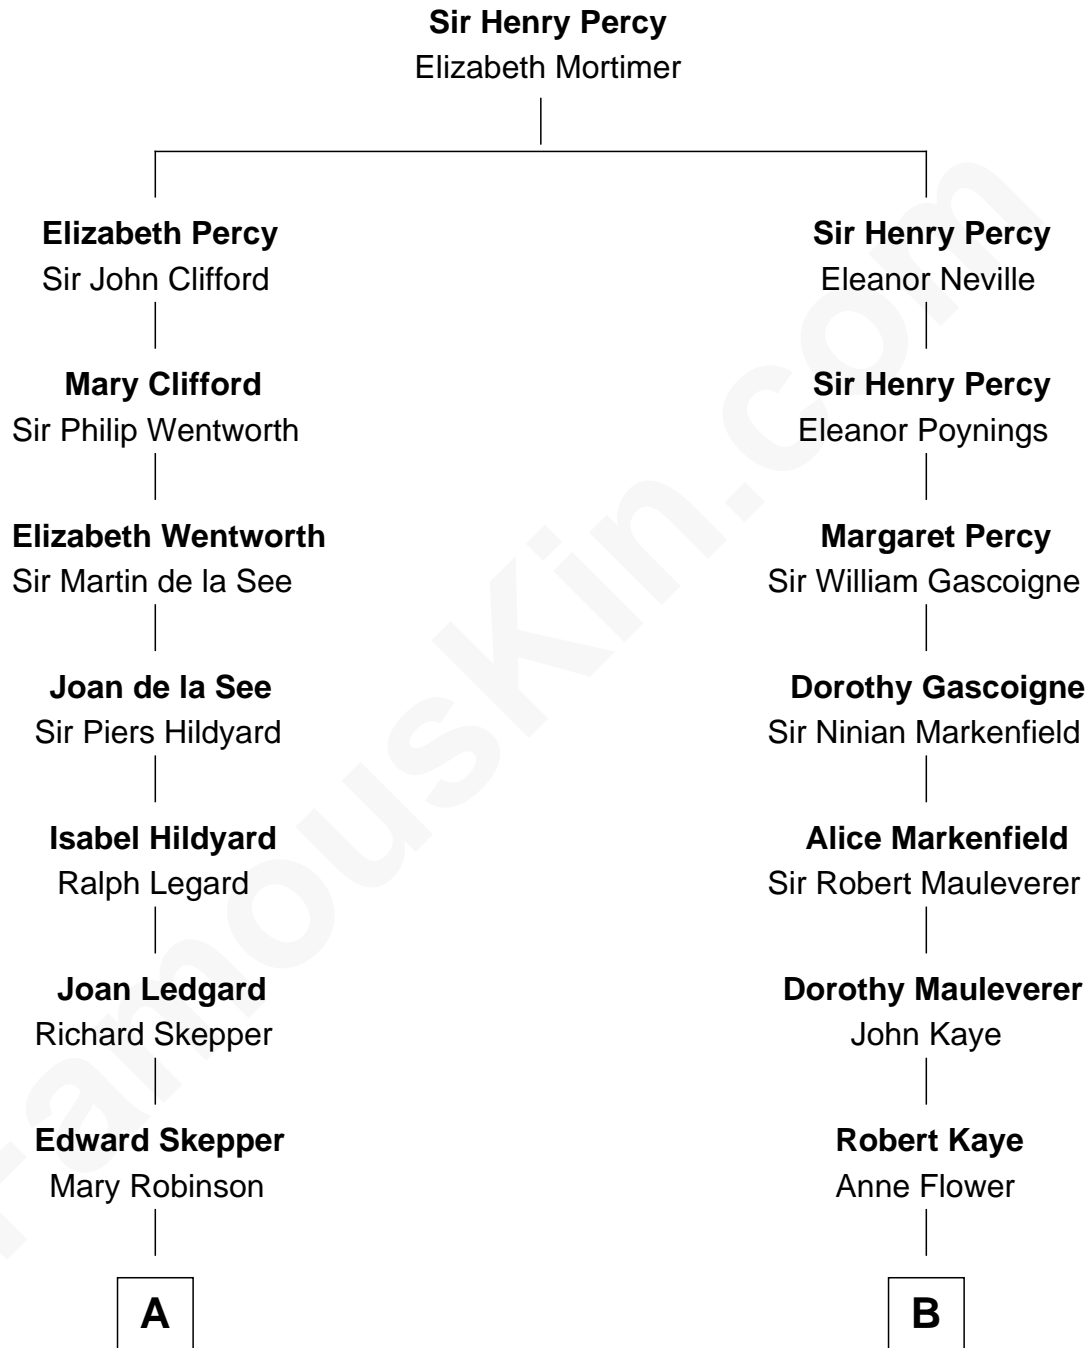 Sir Henry Percy
Elizabeth Mortimer
Elizabeth Percy
Sir John Clifford
Sir Henry Percy
Eleanor Neville
Mary Clifford
Sir Philip Wentworth
Sir Henry Percy
Eleanor Poynings
Elizabeth Wentworth
Sir Martin de la See
Margaret Percy
Sir William Gascoigne
Joan de la See
Sir Piers Hildyard
Dorothy Gascoigne
Sir Ninian Markenfield
Isabel Hildyard
Ralph Legard
Alice Markenfield
Sir Robert Mauleverer
Joan Ledgard
Richard Skepper
Dorothy Mauleverer
John Kaye
Edward Skepper
Mary Robinson
Robert Kaye
Anne Flower
A
B
FamousKin.com